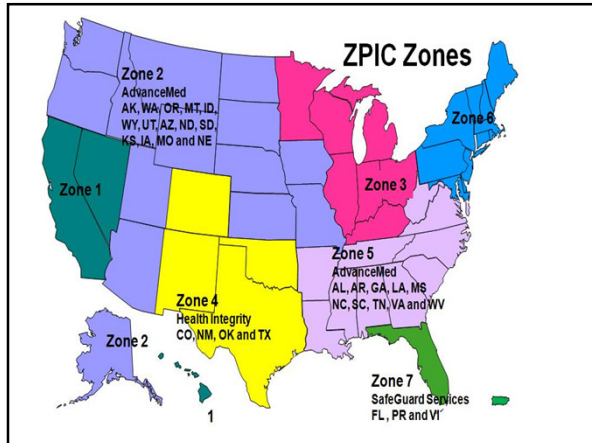 ZPIC Zones
Zone 2
AdvanceMed
AK, WA, OR, MT, ID,
WY, UT, AZ, ND, SD,
KS, IA, MO and NE
Zone 6
Zone 1
Zone 3
Zone 5
AdvanceMed
AL, AR, GA, LA, MS
NC, SC, TN, VA and WV
Zone 4
Health Integrity
CO, NM, OK and TX
Zone 2
1
Zone 7
SafeGuard Services
FL, PR and VI